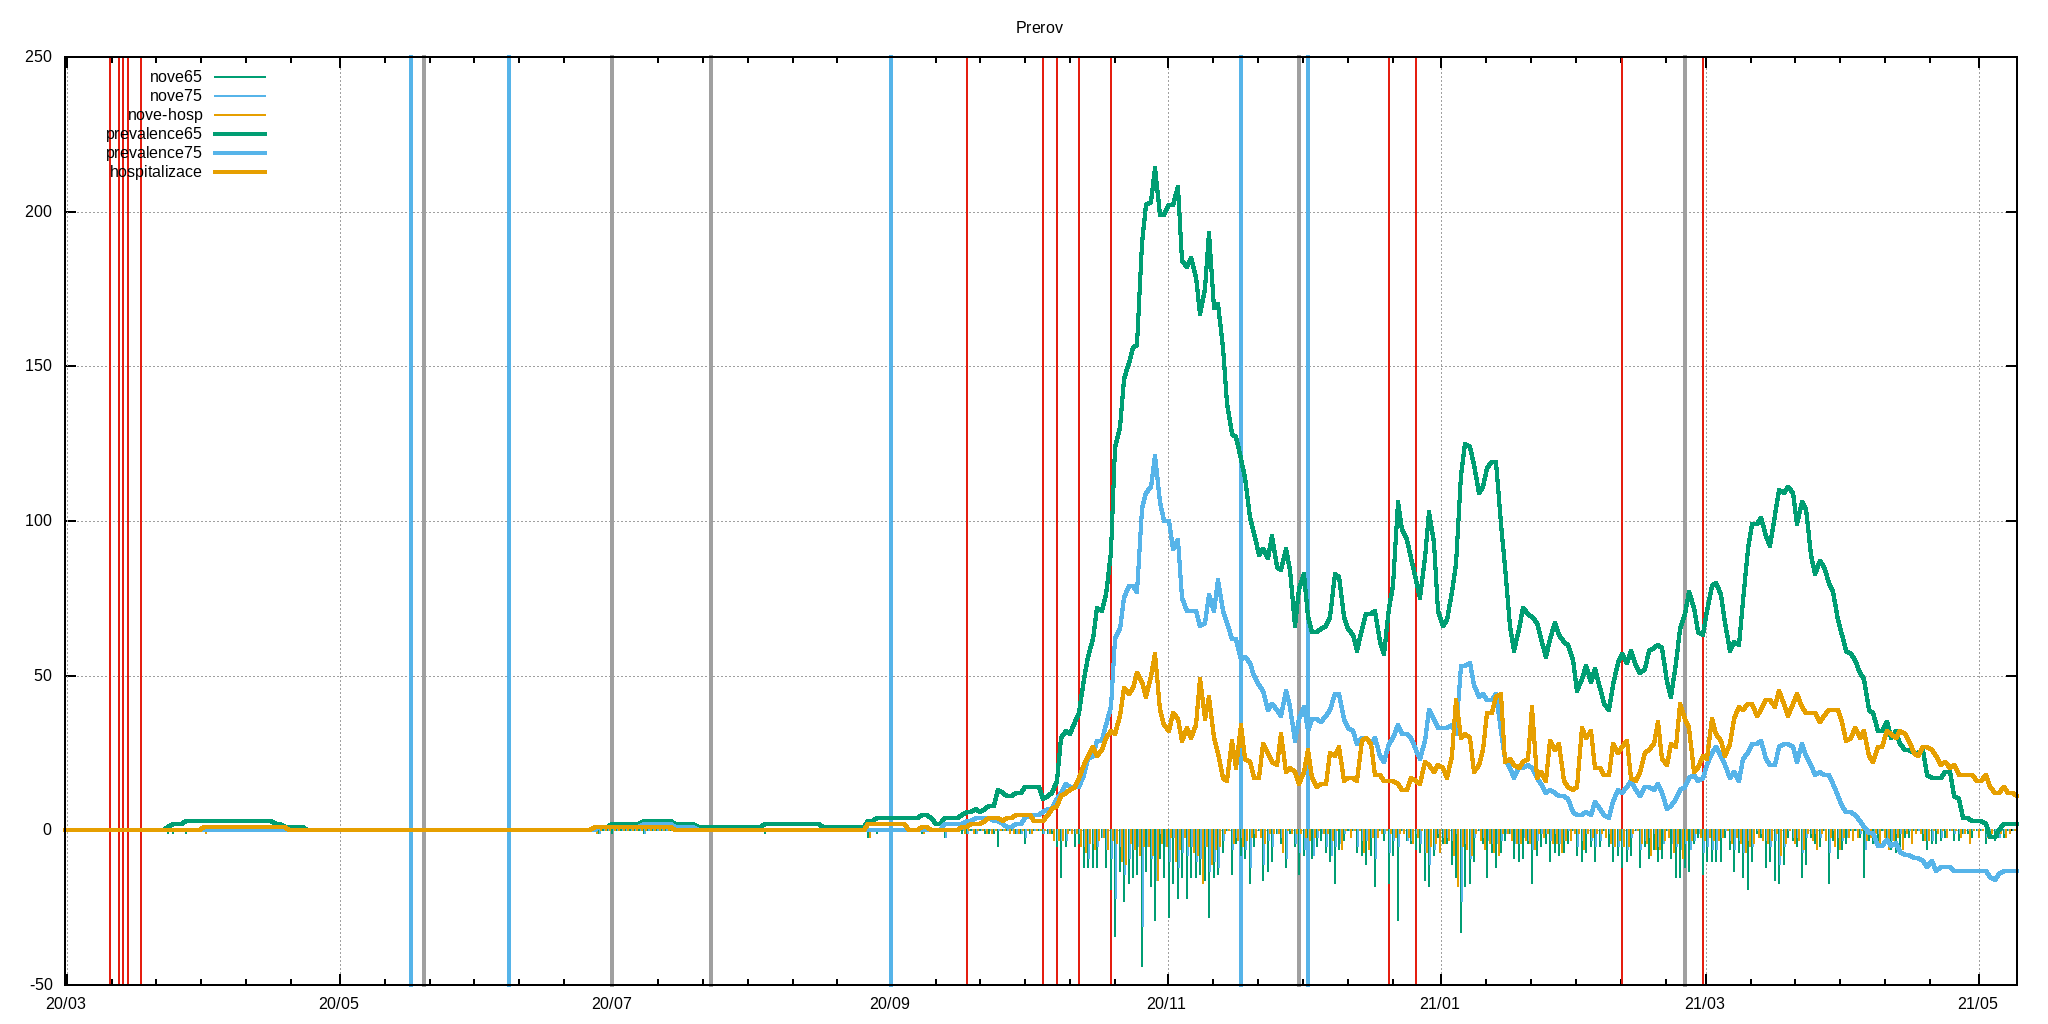 Prerov
250
nove65
nove75
nove-hosp
prevalence65
prevalence75
hospitalizace
200
150
100
50
0
-50
20/03 20/05 20/07 20/09 20/11 21/01 21/03 21/05